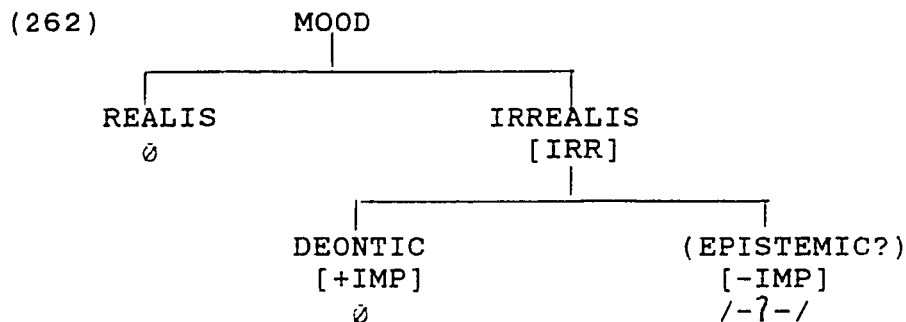 (262) MOOD
REALIS IRREALIS
Ø [IRR]
DEONTIC (EPISTEMIC?)
[+IMP] [-IMP]
Ø /-ʔ-/